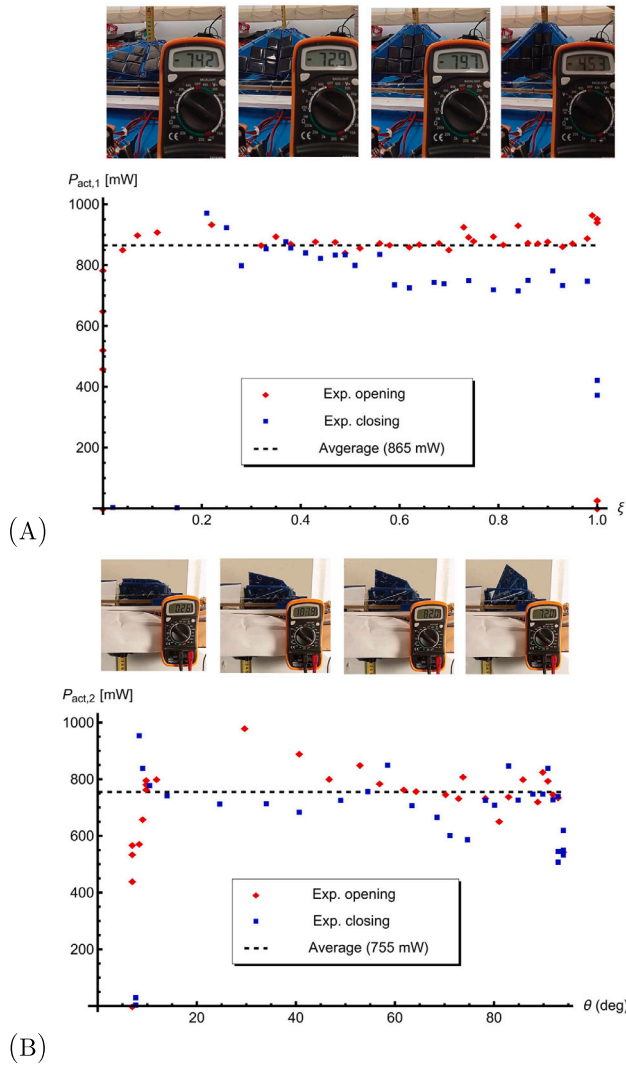 74.2
72.9
79.7
45.3
P_act,1 [mW]
1000
800
600
400
200
0.2
0.4
0.6
0.8
1.0
ξ
Exp. opening
Exp. closing
Avgerage (865 mW)
(A)
P_act,2 [mW]
1000
800
600
400
200
20
40
60
80
θ (deg)
Exp. opening
Exp. closing
Average (755 mW)
(B)